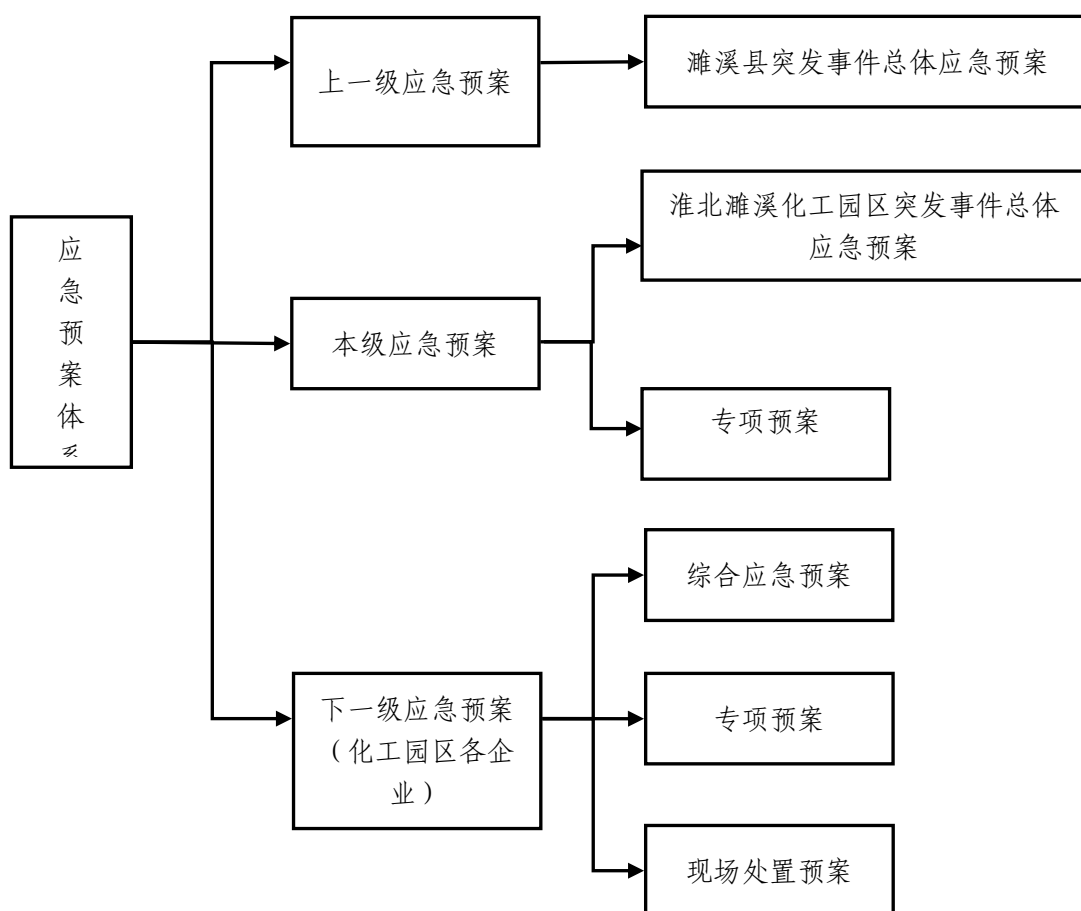 应
急
预
案
体
上一级应急预案
濉溪县突发事件总体应急预案
本级应急预案
淮北濉溪化工园区突发事件总体
应急预案
专项预案
下一级应急预案
（化工园区各企
业）
综合应急预案
专项预案
现场处置预案